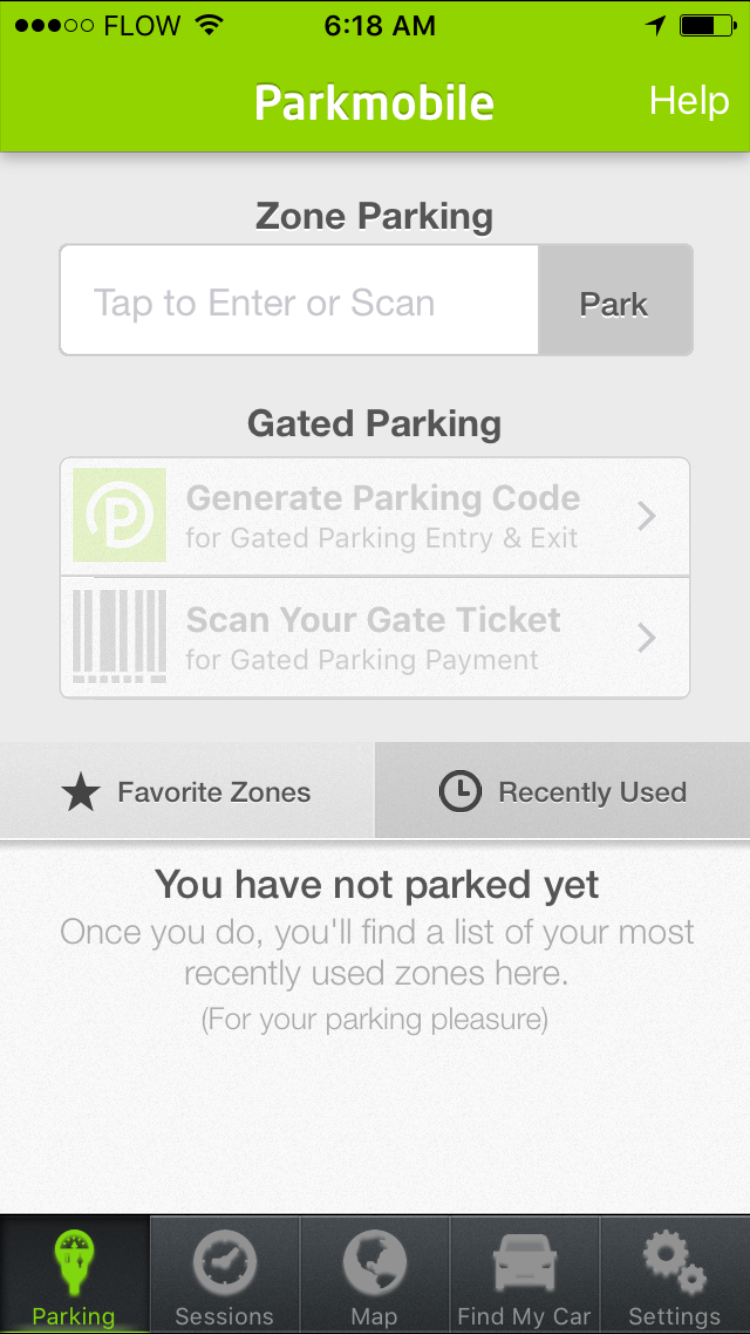 FLOW 6:18 AM
Parkmobile Help
Zone Parking
Tap to Enter or Scan Park
Gated Parking
Generate Parking Code
for Gated Parking Entry & Exit
Scan Your Gate Ticket
for Gated Parking Payment
Favorite Zones Recently Used
You have not parked yet
Once you do, you'll find a list of your most
recently used zones here.
(For your parking pleasure)
Parking Sessions Map Find My Car Settings